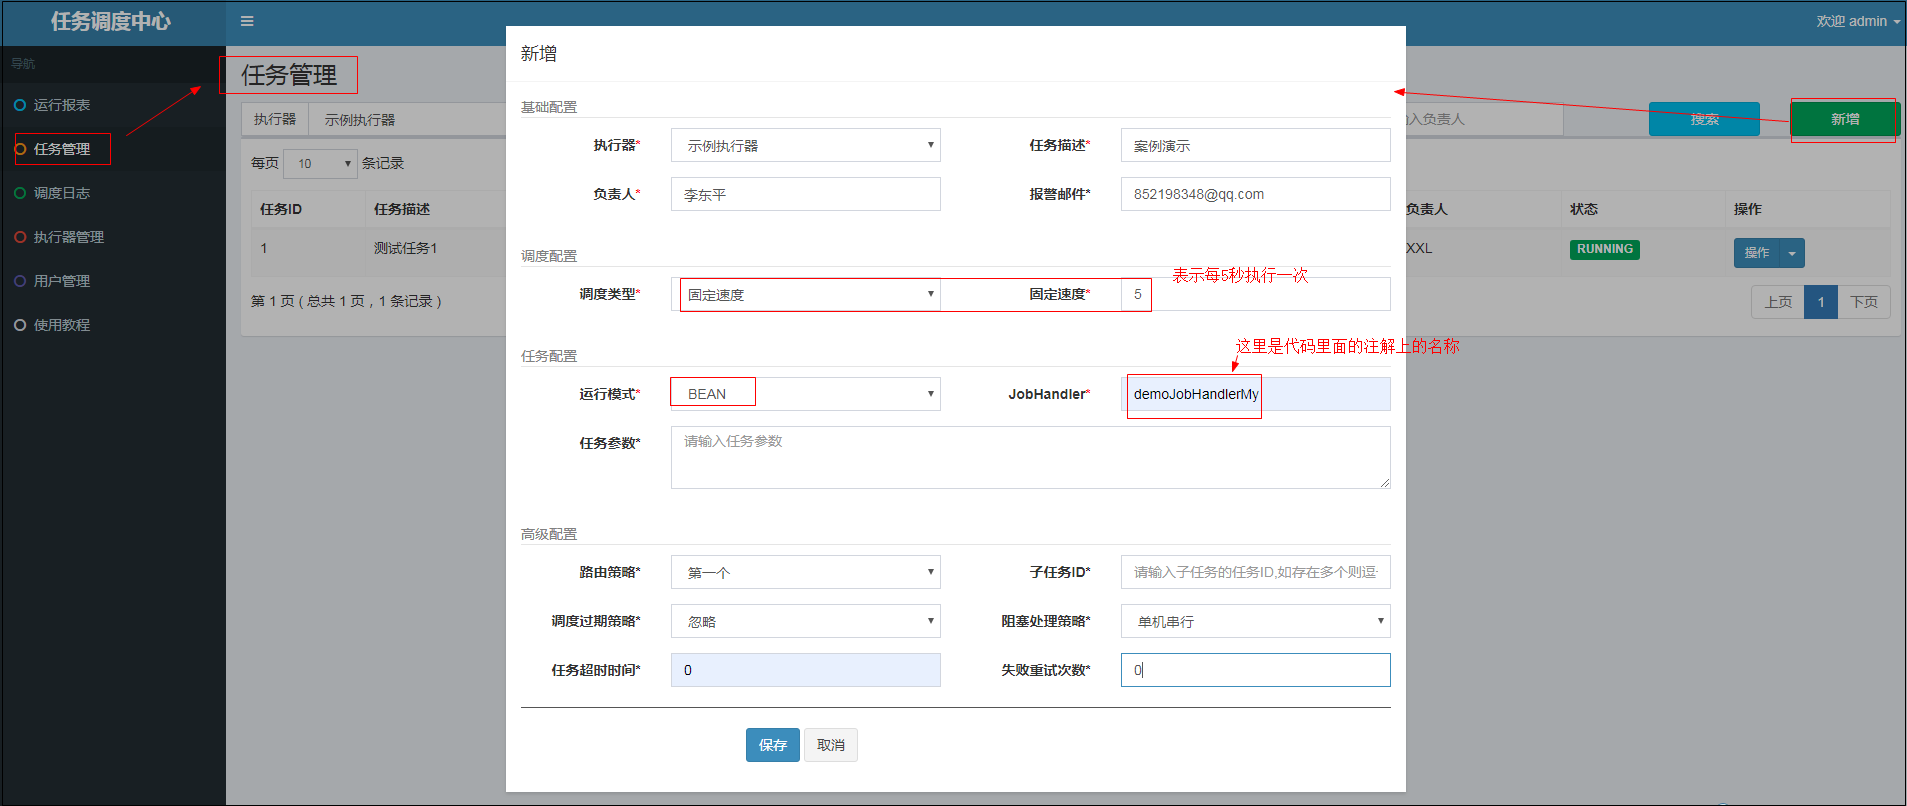 任务调度中心
欢迎 admin
导航
运行报表
任务管理
调度日志
执行器管理
用户管理
使用教程
任务管理
执行器 示例执行器
入负责人
搜索
新增
每页 10 条记录
任务ID 任务描述 负责人 状态 操作
1 测试任务1 XXL RUNNING 操作
第 1 页 ( 总共 1 页，1 条记录 )
上页 1 下页
新增
基础配置
执行器* 示例执行器 任务描述* 案例演示
负责人* 李东平 报警邮件* 852198348@qq.com
调度配置
表示每5秒执行一次
调度类型* 固定速度 固定速度* 5
这里是代码里面的注解上的名称
任务配置
运行模式* BEAN JobHandler* demoJobHandlerMy
任务参数* 请输入任务参数
高级配置
路由策略* 第一个 子任务ID* 请输入子任务的任务ID,如存在多个则逗
调度过期策略* 忽略 阻塞处理策略* 单机串行
任务超时时间* 0 失败重试次数* 0
保存 取消